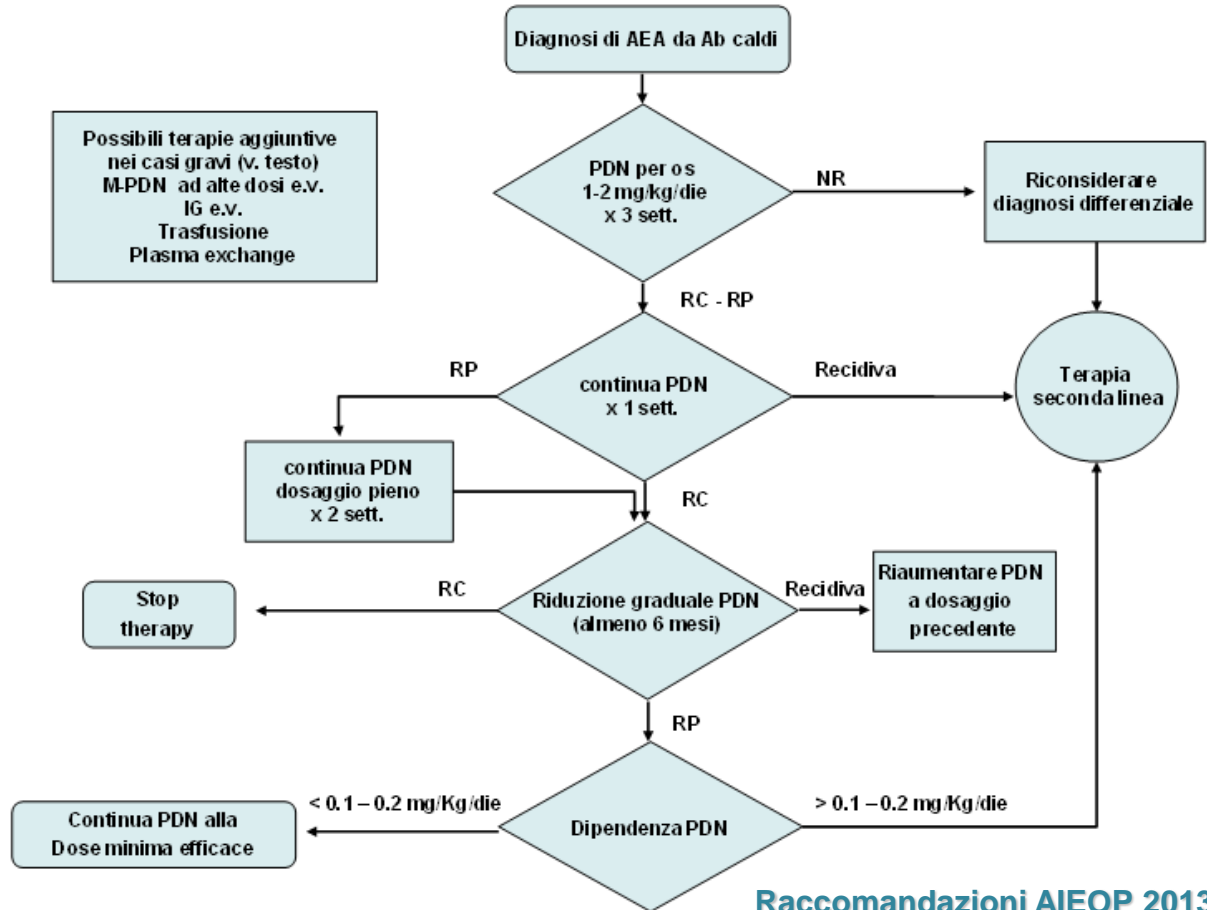 Diagnosi di AEA da Ab caldi
Possibili terapie aggiuntive
nei casi gravi (v. testo)
M-PDN ad alte dosi e.v.
IG e.v.
Trasfusione
Plasma exchange
PDN per os
1-2 mg/kg/die
x 3 sett.
NR
Riconsiderare
diagnosi differenziale
RC - RP
RP
continua PDN
x 1 sett.
Recidiva
Terapia
seconda linea
continua PDN
dosaggio pieno
x 2 sett.
RC
Stop
therapy
RC
Riduzione graduale PDN
(almeno 6 mesi)
Recidiva
Riaumentare PDN
a dosaggio
precedente
RP
Continua PDN alla
Dose minima efficace
< 0.1 – 0.2 mg/Kg/die
Dipendenza PDN
> 0.1 – 0.2 mg/Kg/die
Raccomandazioni AIEOP 2013